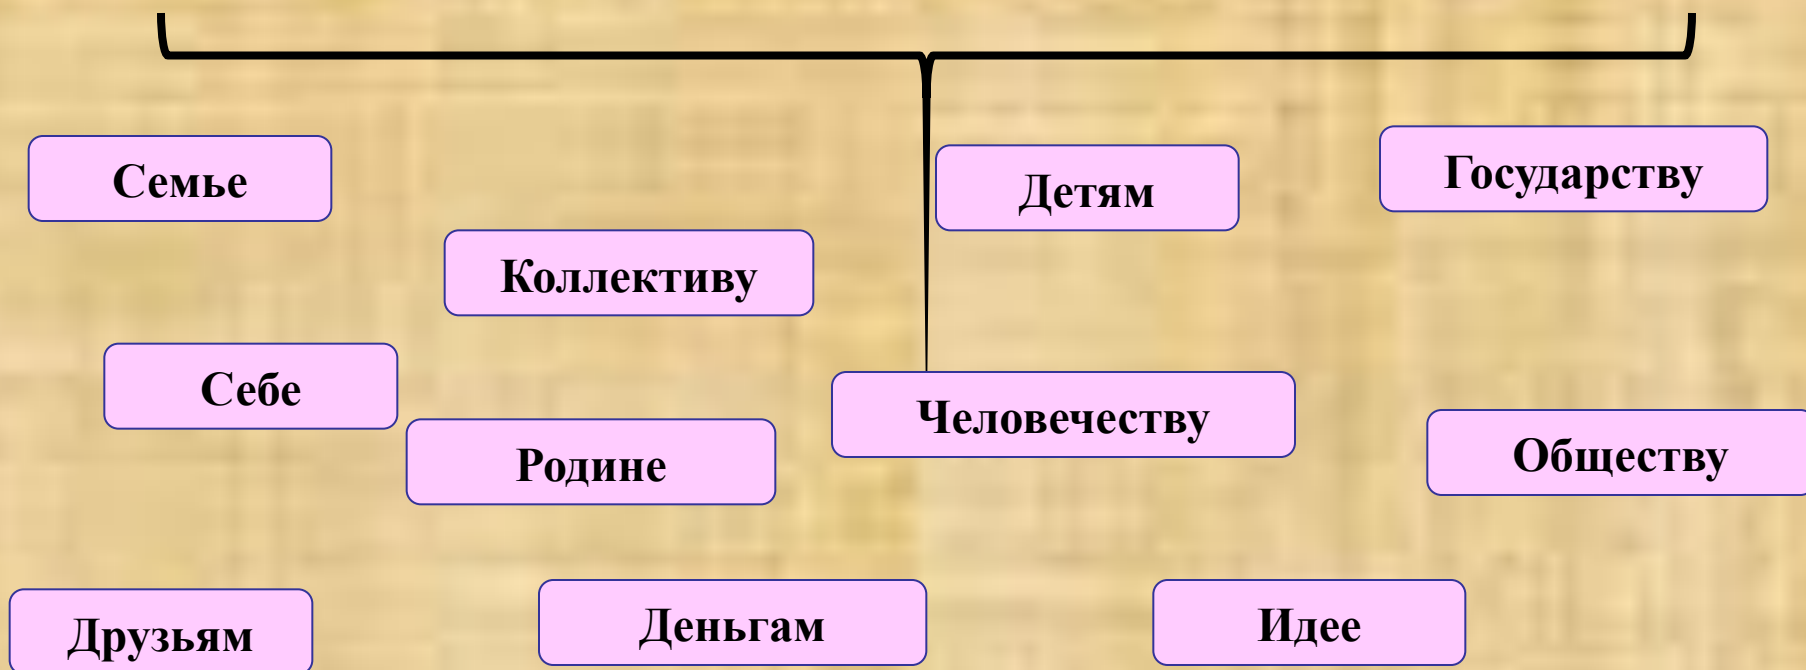 Семье
Детям
Государству
Коллективу
Себе
Родине
Человечеству
Обществу
Друзьям
Деньгам
Идее